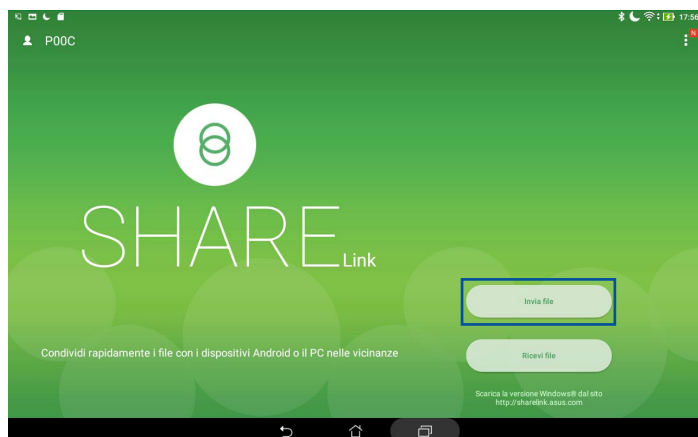 17:56
P00C
N
SHARE Link
Invia file
Condividi rapidamente i file con i dispositivi Android o il PC nelle vicinanze
Ricevi file
Scarica la versione Windows® dal sito
http://sharelink.asus.com